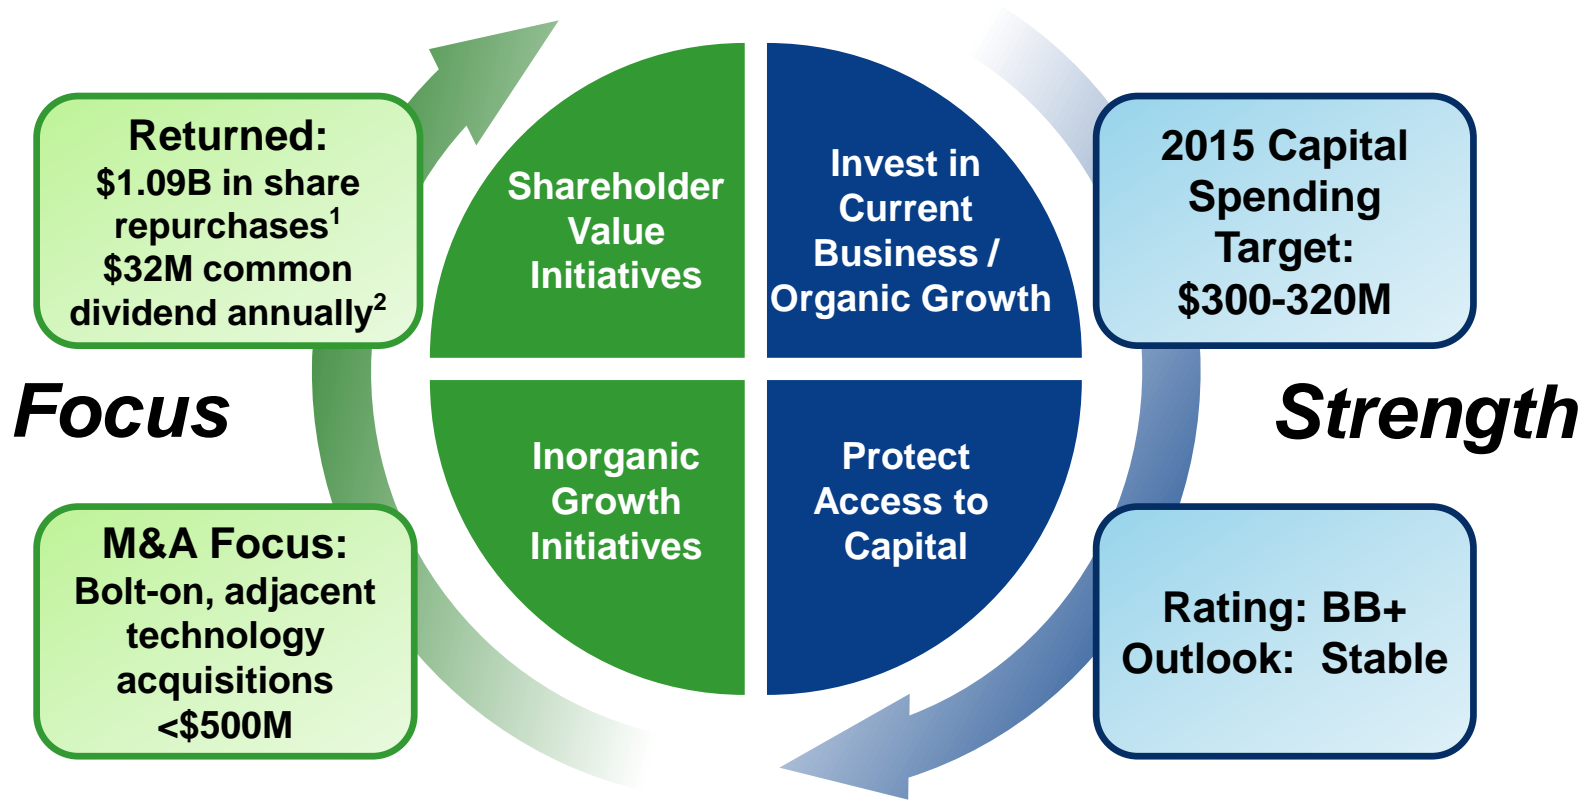 Returned:
$1.09B in share
repurchases¹
$32M common
dividend annually²
Shareholder
Value
Initiatives
Invest in
Current
Business /
Organic Growth
2015 Capital
Spending
Target:
$300-320M
Focus
Strength
M&A Focus:
Bolt-on, adjacent
technology
acquisitions
<$500M
Inorganic
Growth
Initiatives
Protect
Access to
Capital
Rating: BB+
Outlook: Stable